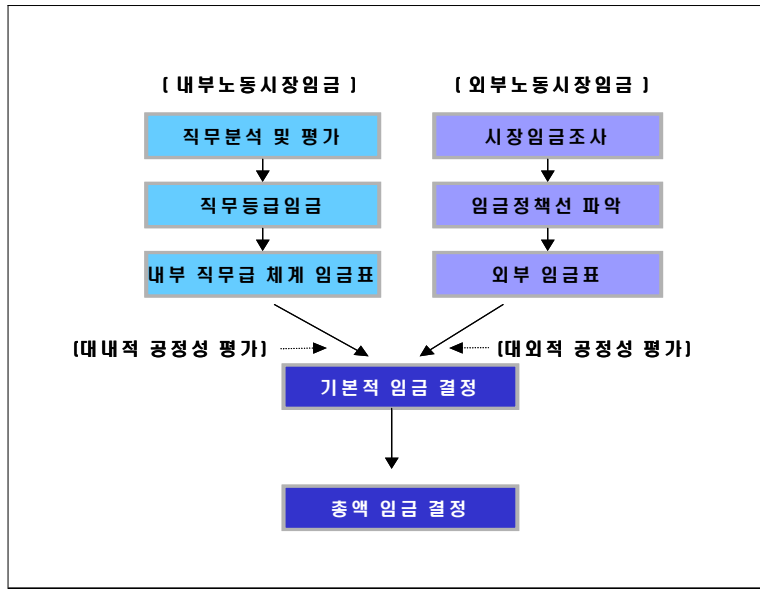 ( 내부노동시장임금 )
( 외부노동시장임금 )
직무분석 및 평가
시장임금조사
직무등급임금
임금정책선 파악
내부 직무급 체계 임금표
외부 임금표
(대내적 공정성 평가)
(대외적 공정성 평가)
기본적 임금 결정
총액 임금 결정